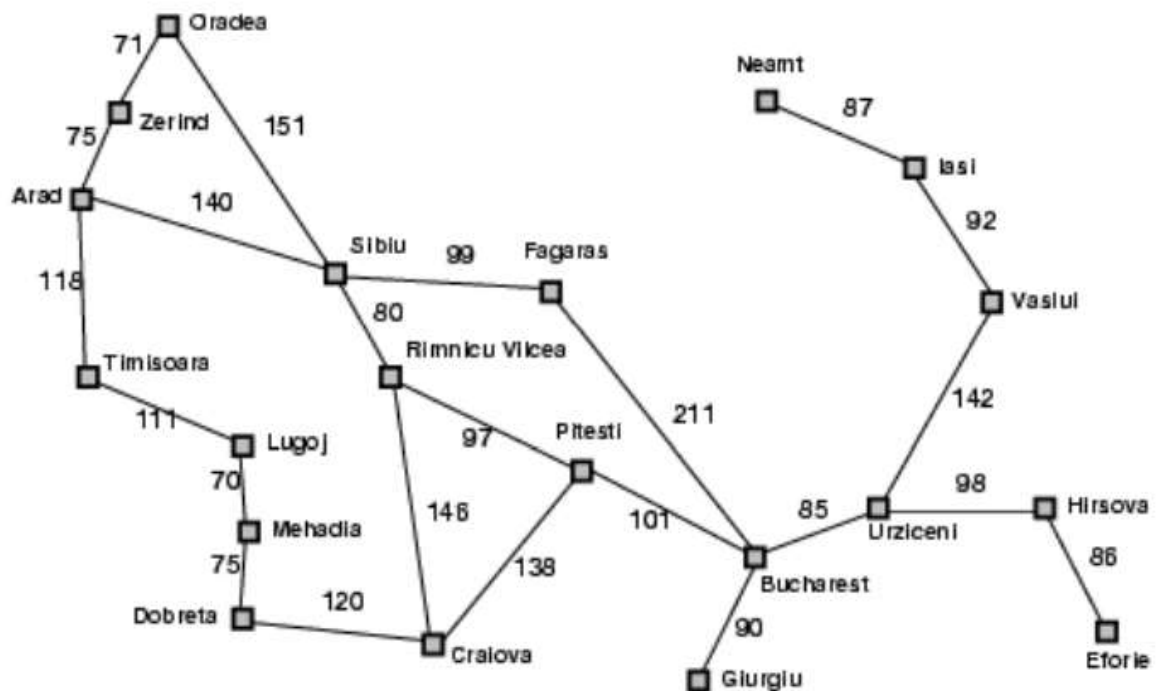 Oradea
71
Neamt
Zerind
87
75
151
Iasi
Arad
140
92
Sibiu
99
Fagaras
118
Vaslui
80
Timisoara
Rimnicu Vilcea
142
111
211
Lugoj
97
Pitesti
70
98
Hirsova
146
101
85
Mehadia
Urziceni
86
75
138
Bucharest
Dobreta
120
90
Craiova
Eforie
Giurgiu